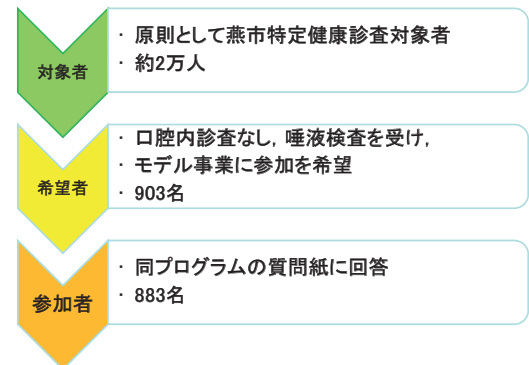 対象者
・ 原則として燕市特定健康診査対象者
・ 約2万人
希望者
・ 口腔内診査なし，唾液検査を受け，
・ モデル事業に参加を希望
・ 903名
参加者
・ 同プログラムの質問紙に回答
・ 883名